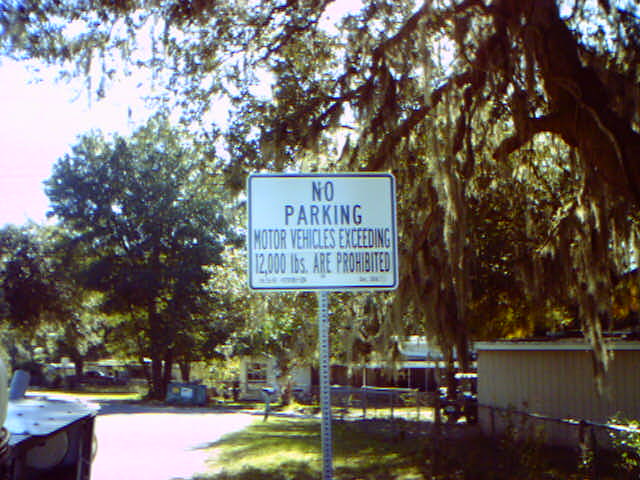 NO
PARKING
MOTOR VEHICLES EXCEEDING
12,000 lbs. ARE PROHIBITED